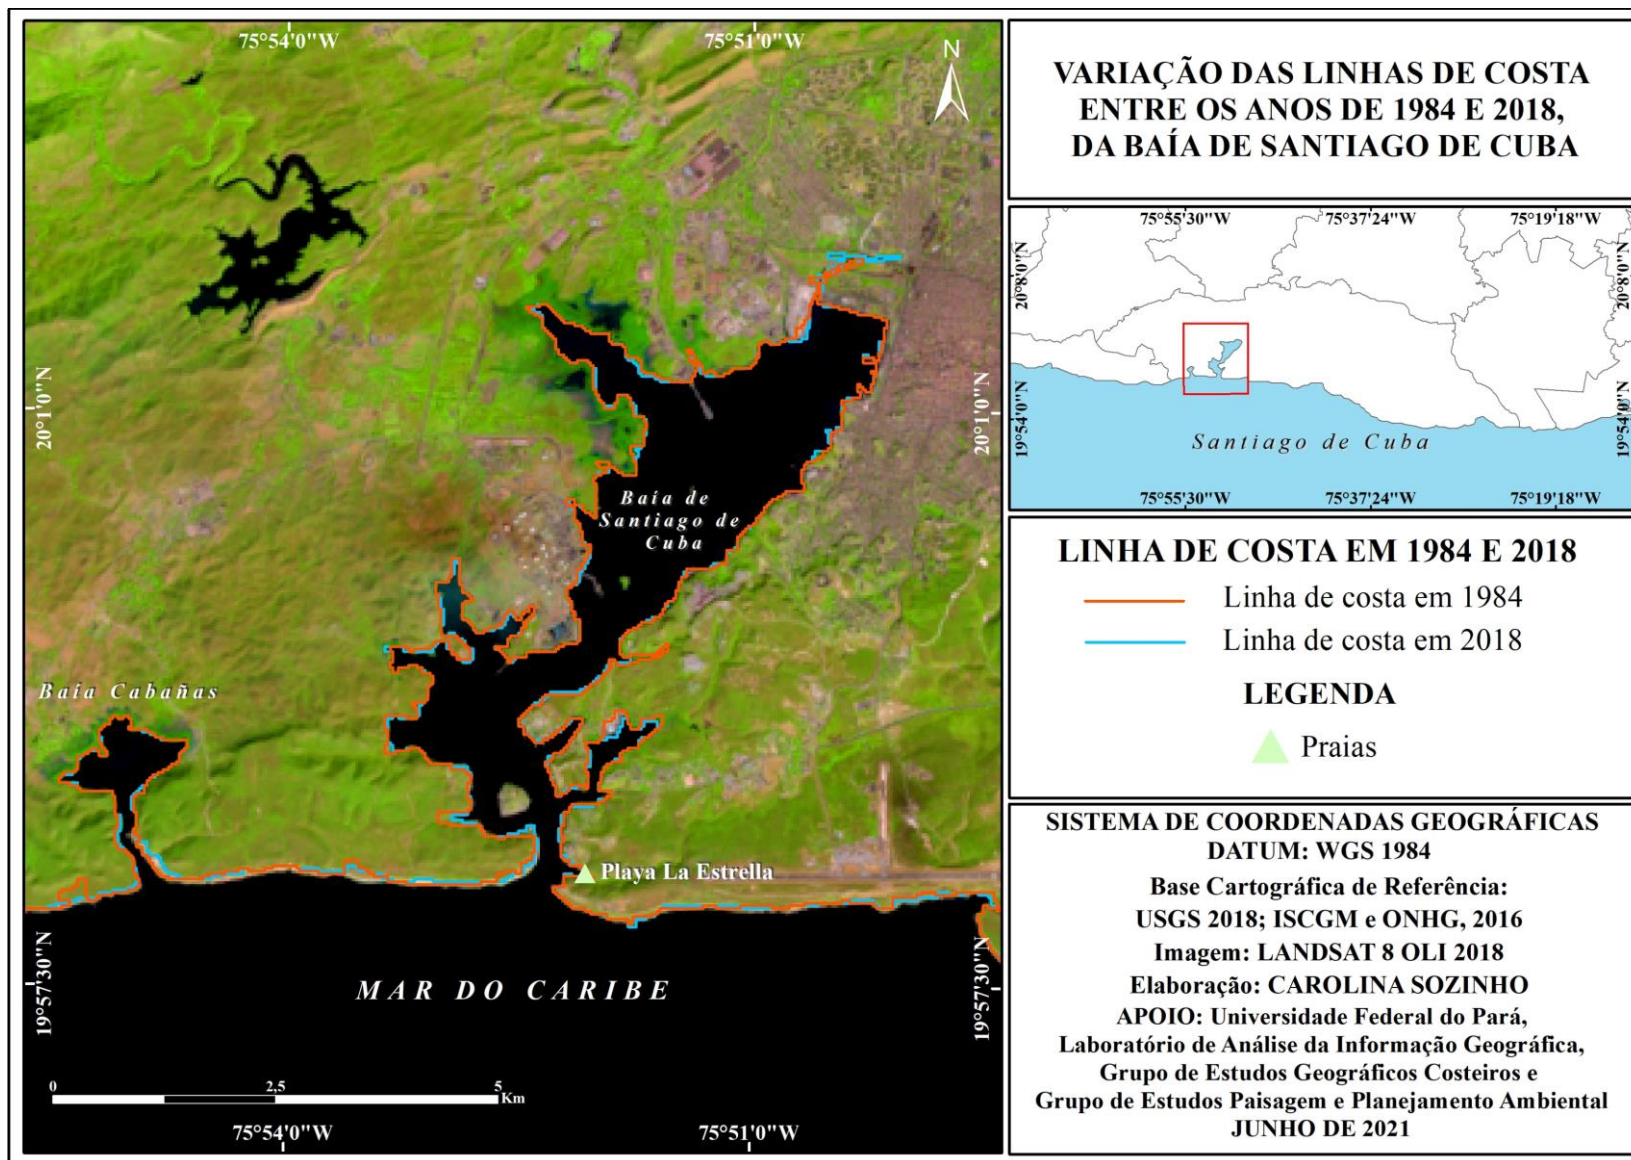 75°54'0"W
75°51'0"W
N
20°1'0"N
20°1'0"N
Baía de
Santiago de
Cuba
Baía Cabañas
Playa La Estrella
19°57'30"N
19°57'30"N
MAR DO CARIBE
0
2,5
5
Km
75°54'0"W
75°51'0"W
VARIAÇÃO DAS LINHAS DE COSTA
ENTRE OS ANOS DE 1984 E 2018,
DA BAÍA DE SANTIAGO DE CUBA
75°55'30"W
75°37'24"W
75°19'18"W
20°8'0"N
20°8'0"N
19°54'0"N
19°54'0"N
Santiago de Cuba
75°55'30"W
75°37'24"W
75°19'18"W
LINHA DE COSTA EM 1984 E 2018
Linha de costa em 1984
Linha de costa em 2018
LEGENDA
Praias
SISTEMA DE COORDENADAS GEOGRÁFICAS
DATUM: WGS 1984
Base Cartográfica de Referência:
USGS 2018; ISCGM e ONHG, 2016
Imagem: LANDSAT 8 OLI 2018
Elaboração: CAROLINA SOZINHO
APOIO: Universidade Federal do Pará,
Laboratório de Análise da Informação Geográfica,
Grupo de Estudos Geográficos Costeiros e
Grupo de Estudos Paisagem e Planejamento Ambiental
JUNHO DE 2021